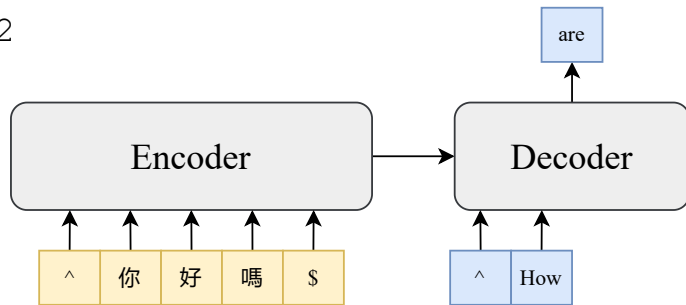 2
are
Encoder
Decoder
^ 你 好 嗎 $
^ How